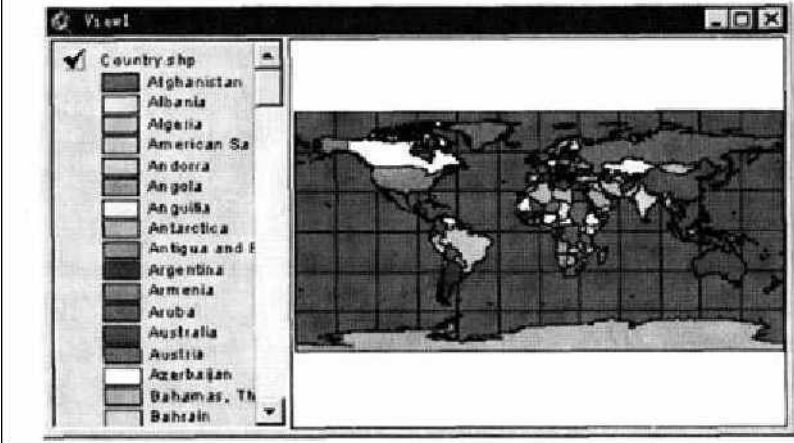 View1
Country.shp
Afghanistan
Albania
Algeria
American Sa
Andorra
Angola
Anguilla
Antarctica
Antigua and B
Argentina
Armenia
Aruba
Australia
Austria
Azerbaijan
Bahamas, Th
Bahrain